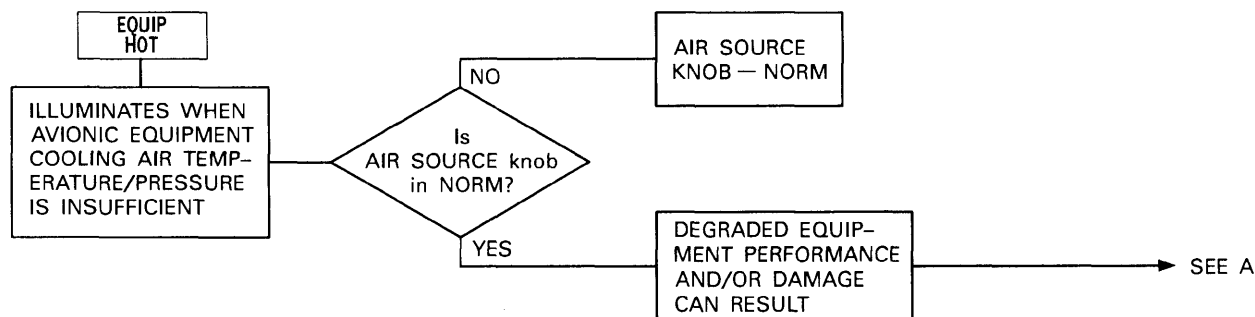 EQUIP
HOT
ILLUMINATES WHEN
AVIONIC EQUIPMENT
COOLING AIR TEMP-
ERATURE/PRESSURE
IS INSUFFICIENT
Is
AIR SOURCE knob
in NORM?
NO
AIR SOURCE
KNOB — NORM
YES
DEGRADED EQUIP-
MENT PERFORMANCE
AND/OR DAMAGE
CAN RESULT
SEE A